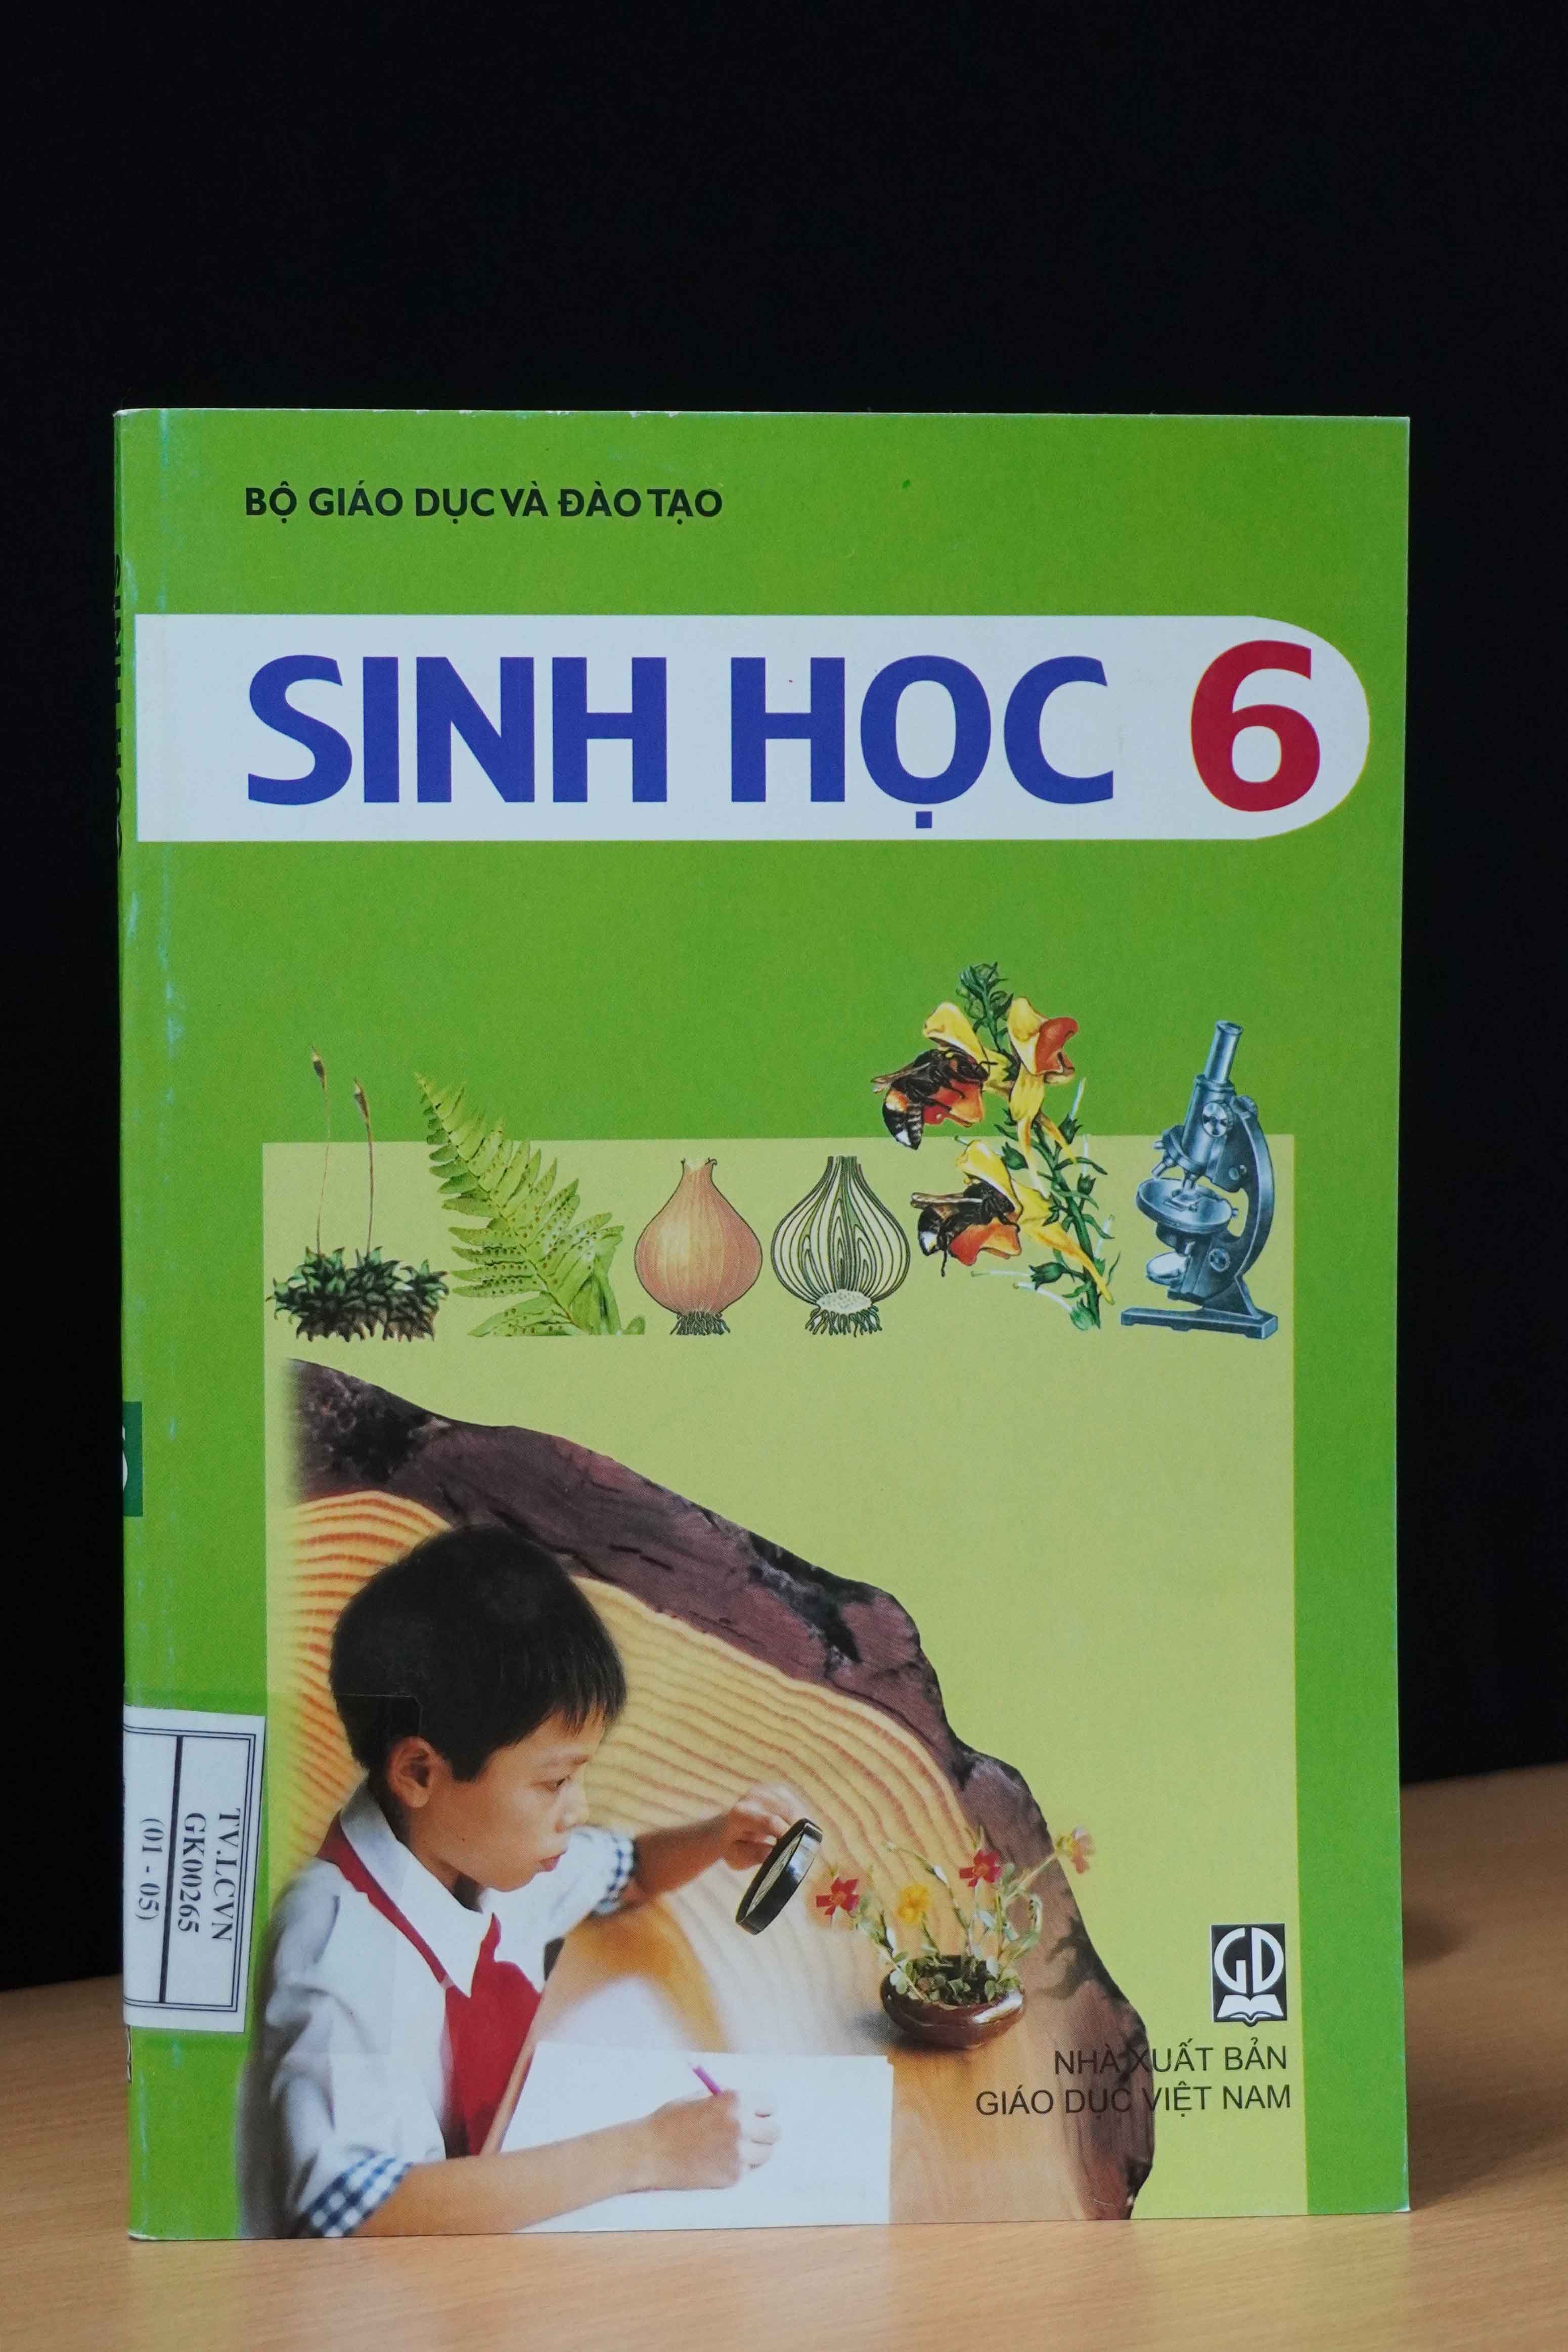 BỘ GIÁO DỤC VÀ ĐÀO TẠO
SINH HỌC 6
TV.LCVN
GK00265
(01 - 05)
GD
NHÀ XUẤT BẢN
GIÁO DỤC VIỆT NAM